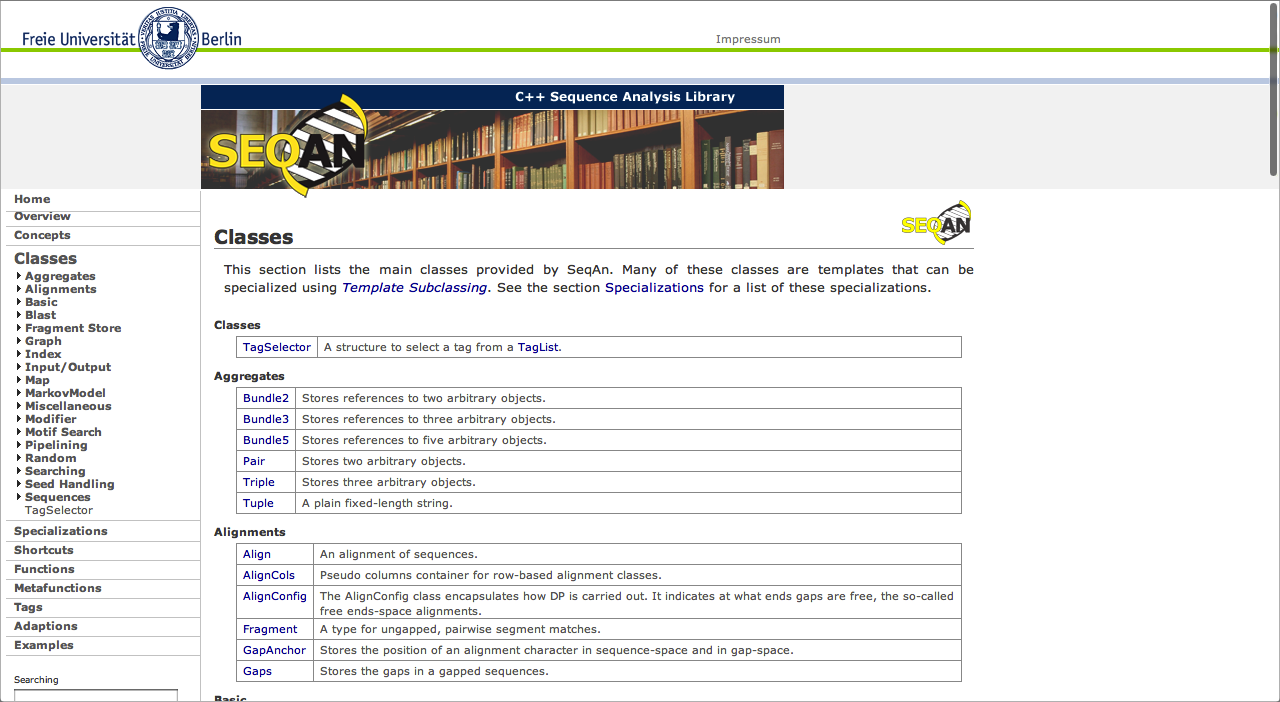 Freie Universität Berlin
Impressum
C++ Sequence Analysis Library
SEQAN
Home
Overview
Concepts
Classes
Aggregates
Alignments
Basic
Blast
Fragment Store
Graph
Index
Input/Output
Map
MarkovModel
Miscellaneous
Modifier
Motif Search
Pipelining
Random
Searching
Seed Handling
Sequences
TagSelector
Specializations
Shortcuts
Functions
Metafunctions
Tags
Adaptions
Examples
Searching
SEQAN
Classes
This section lists the main classes provided by SeqAn. Many of these classes are templates that can be
specialized using Template Subclassing. See the section Specializations for a list of these specializations.
Classes
TagSelector A structure to select a tag from a TagList.
Aggregates
Bundle2 Stores references to two arbitrary objects.
Bundle3 Stores references to three arbitrary objects.
Bundle5 Stores references to five arbitrary objects.
Pair Stores two arbitrary objects.
Triple Stores three arbitrary objects.
Tuple A plain fixed-length string.
Alignments
Align An alignment of sequences.
AlignCols Pseudo columns container for row-based alignment classes.
AlignConfig The AlignConfig class encapsulates how DP is carried out. It indicates at what ends gaps are free, the so-called
free ends-space alignments.
Fragment A type for ungapped, pairwise segment matches.
GapAnchor Stores the position of an alignment character in sequence-space and in gap-space.
Gaps Stores the gaps in a gapped sequences.
Basic